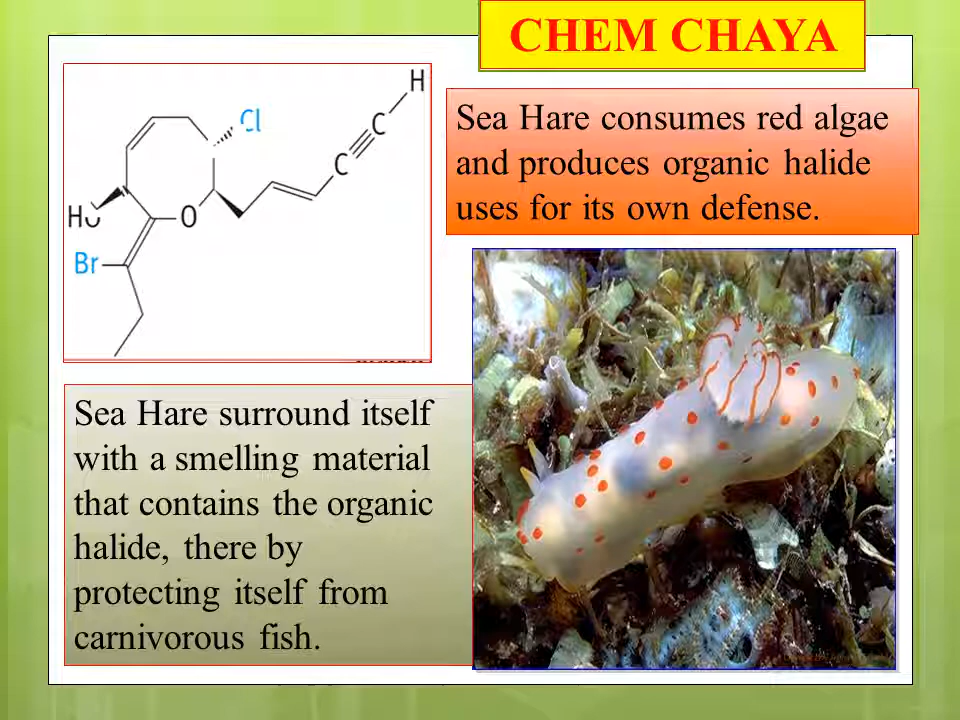 CHEM CHAYA
H
Cl
C
C
HO
O
Br
Sea Hare consumes red algae
and produces organic halide
uses for its own defense.
Sea Hare surround itself
with a smelling material
that contains the organic
halide, there by
protecting itself from
carnivorous fish.